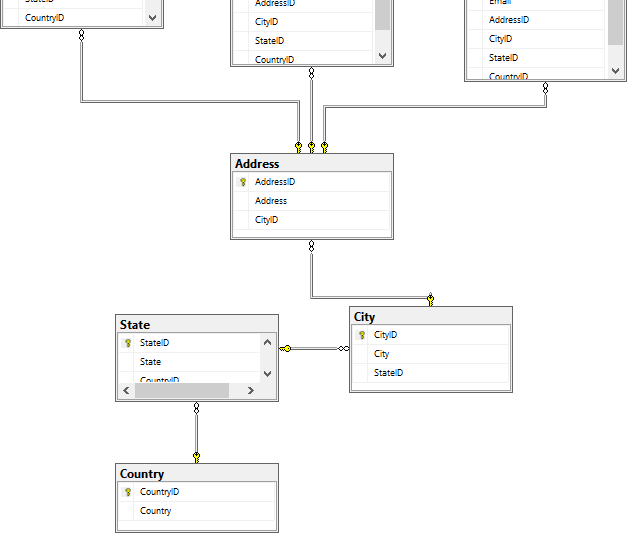 StateID
CountryID
AddressID
CityID
StateID
CountryID
Email
AddressID
CityID
StateID
CountryID
Address
AddressID
Address
CityID
State
StateID
State
CountryID
City
CityID
City
StateID
Country
CountryID
Country